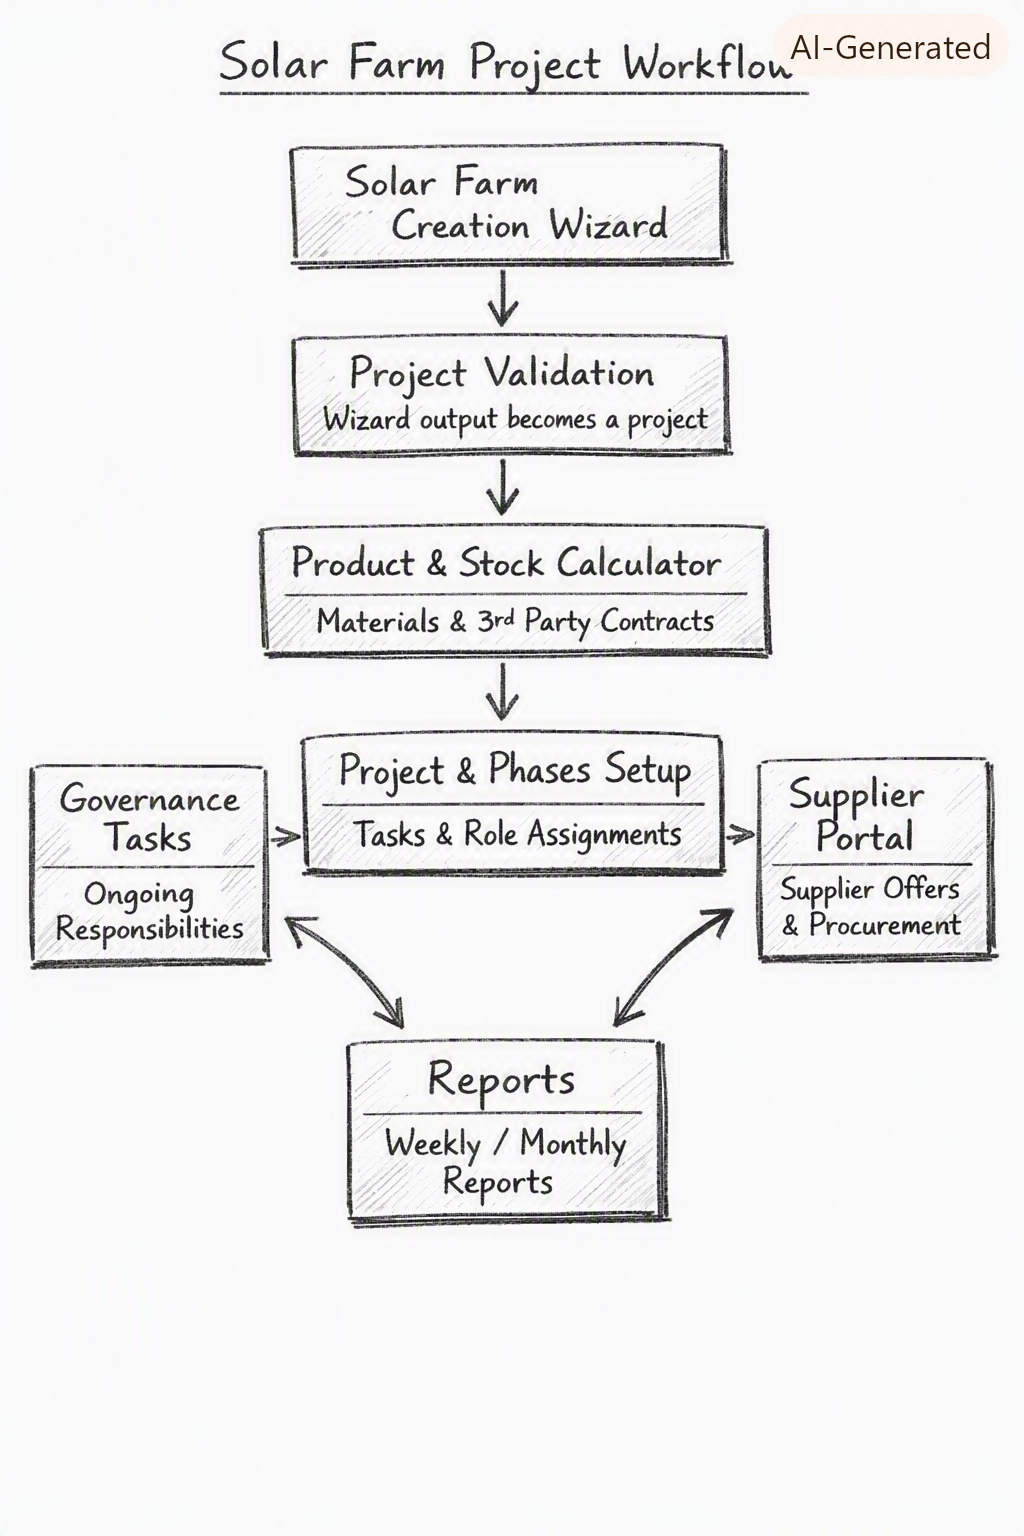 Solar Farm Project Workflow
AI-Generated
Solar Farm
Creation Wizard
Project Validation
Wizard output becomes a project
Product & Stock Calculator
Materials & 3rd Party Contracts
Project & Phases Setup
Tasks & Role Assignments
Governance
Tasks
Ongoing
Responsibilities
Supplier
Portal
Supplier Offers
& Procurement
Reports
Weekly / Monthly
Reports